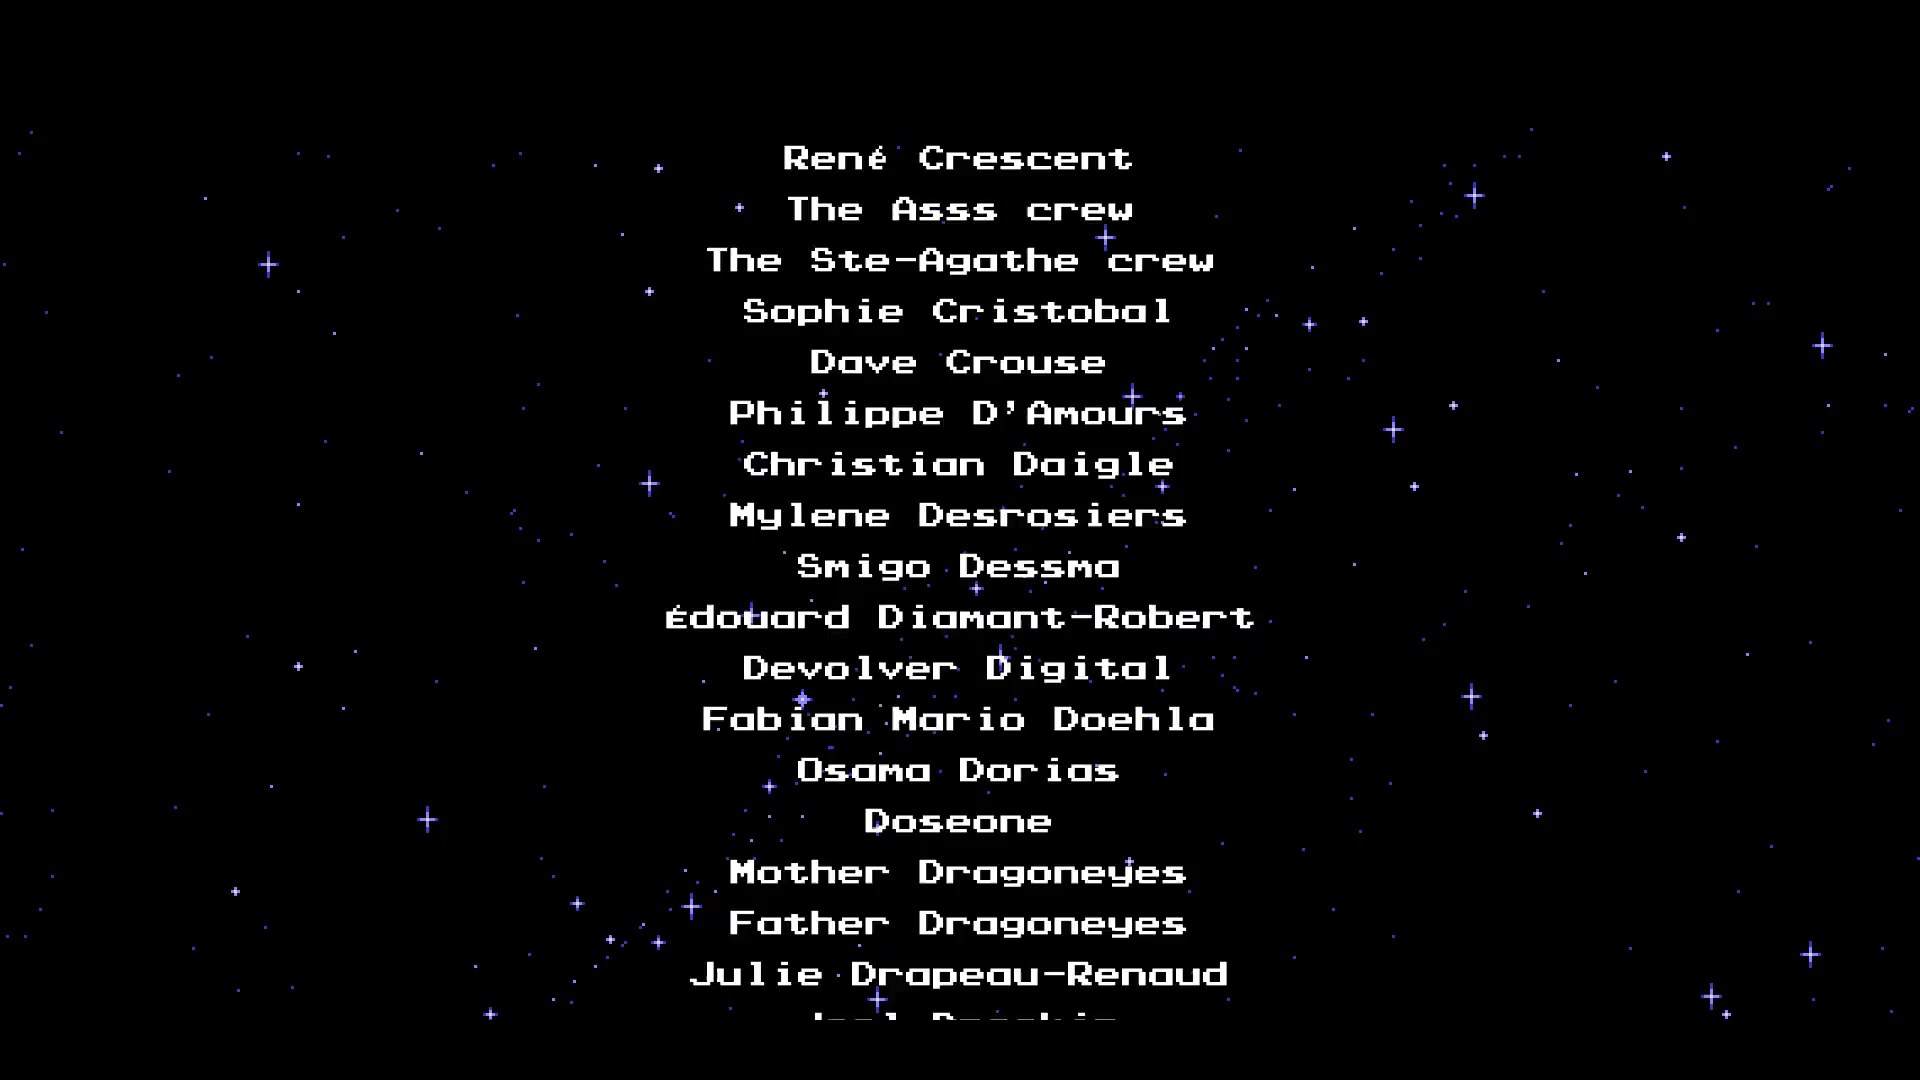 René Crescent
The Asss crew
The Ste-Agathe crew
Sophie Cristobal
Dave Crouse
Philippe D'Amours
Christian Daigle
Mylene Desrosiers
Smigo Dessma
Édouard Diamant-Robert
Devolver Digital
Fabian Mario Doehla
Osama Dorias
Doseone
Mother Dragoneyes
Father Dragoneyes
Julie Drapeau-Renaud